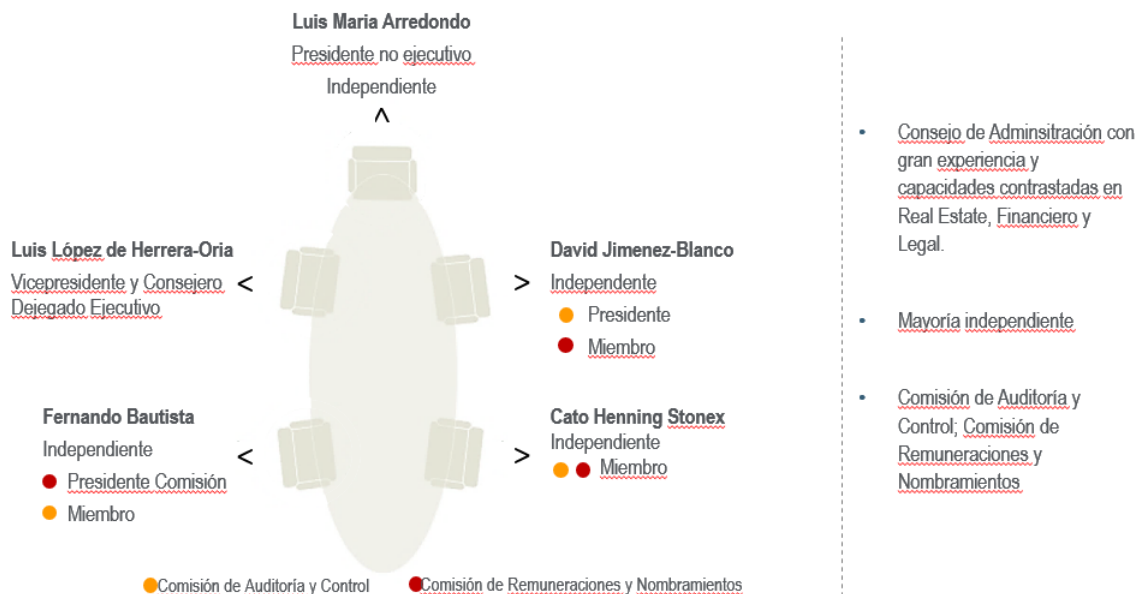 Luis Maria Arredondo
Presidente no ejecutivo
Independiente
^
Luis López de Herrera-Oria
Vicepresidente y Consejero
Dejegado Ejecutivo
<
>
David Jimenez-Blanco
Independente
Presidente
Miembro
Fernando Bautista
Independiente
Presidente Comisión
Miembro
<
>
Cato Henning Stonex
Independiente
Miembro
Comisión de Auditoría y Control
Comisión de Remuneraciones y Nombramientos
• Consejo de Adminsitración con
gran experiencia y
capacidades contrastadas en
Real Estate, Financiero y
Legal.
• Mayoría independiente
• Comisión de Auditoría y
Control; Comisión de
Remuneraciones y
Nombramientos